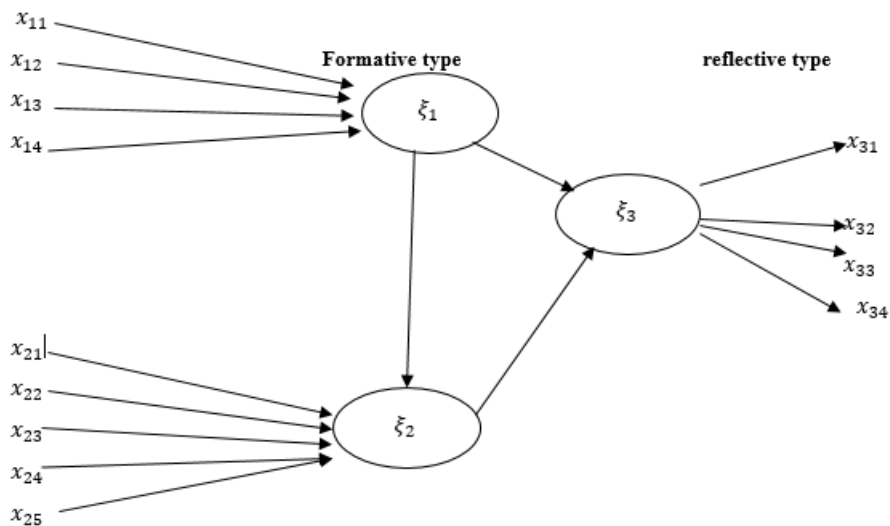 x₁₁
x₁₂
x₁₃
x₁₄
Formative type
reflective type
ξ₁
ξ₃
x₃₁
x₃₂
x₃₃
x₃₄
x₂₁
x₂₂
x₂₃
x₂₄
x₂₅
ξ₂